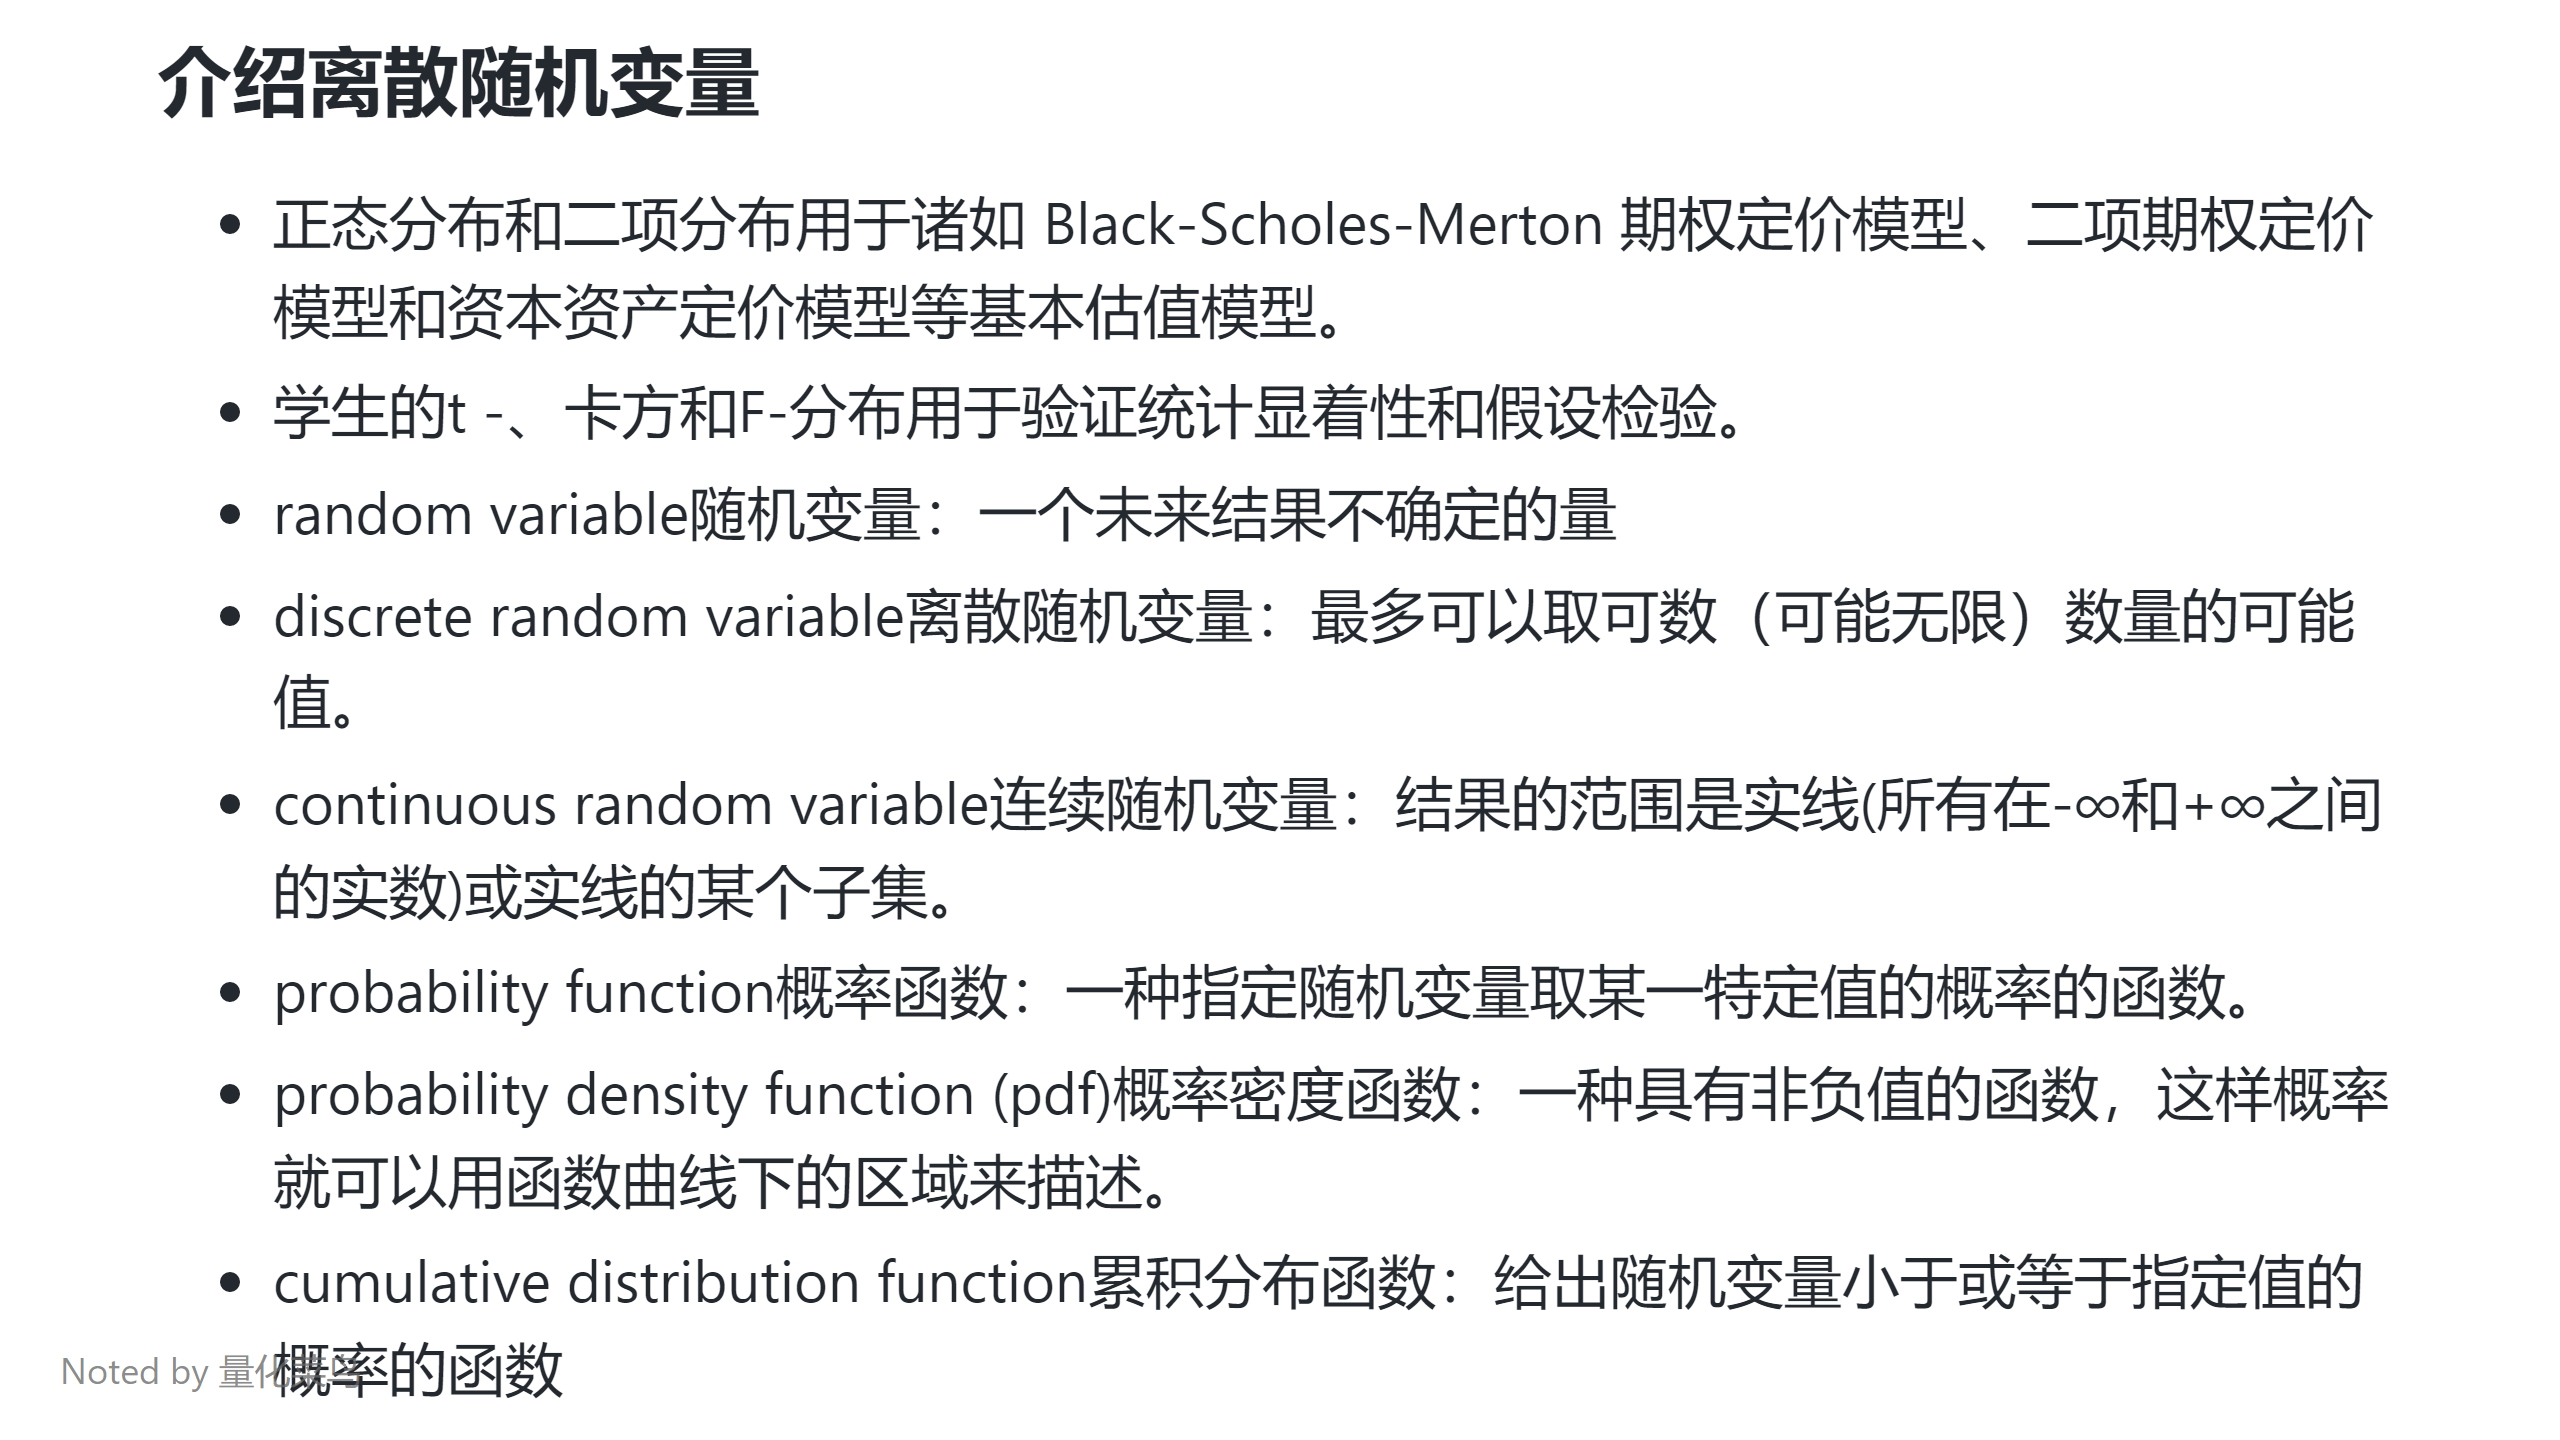 介绍离散随机变量
• 正态分布和二项分布用于诸如 Black-Scholes-Merton 期权定价模型、二项期权定价
模型和资本资产定价模型等基本估值模型。
• 学生的t -、卡方和F-分布用于验证统计显着性和假设检验。
• random variable随机变量：一个未来结果不确定的量
• discrete random variable离散随机变量：最多可以取可数（可能无限）数量的可能
值。
• continuous random variable连续随机变量：结果的范围是实线(所有在-∞和+∞之间
的实数)或实线的某个子集。
• probability function概率函数：一种指定随机变量取某一特定值的概率的函数。
• probability density function (pdf)概率密度函数：一种具有非负值的函数，这样概率
就可以用函数曲线下的区域来描述。
• cumulative distribution function累积分布函数：给出随机变量小于或等于指定值的
概率的函数
Noted by 量化菜鸟